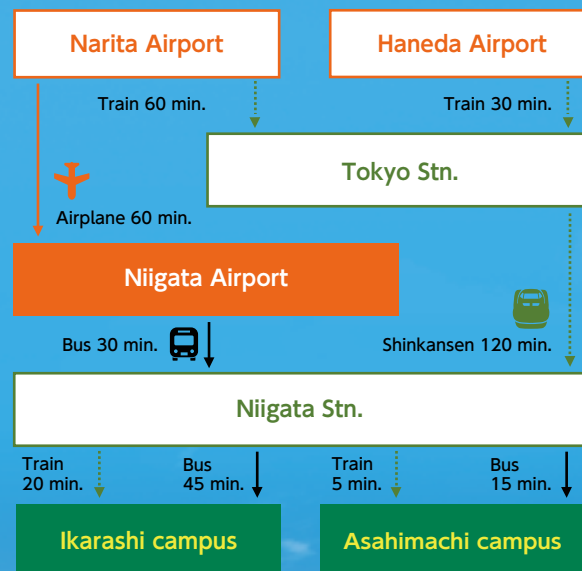 Narita Airport
Haneda Airport
Train 60 min.
Train 30 min.
Tokyo Stn.
Airplane 60 min.
Niigata Airport
Bus 30 min.
Shinkansen 120 min.
Niigata Stn.
Train
20 min.
Bus
45 min.
Train
5 min.
Bus
15 min.
Ikarashi campus
Asahimachi campus